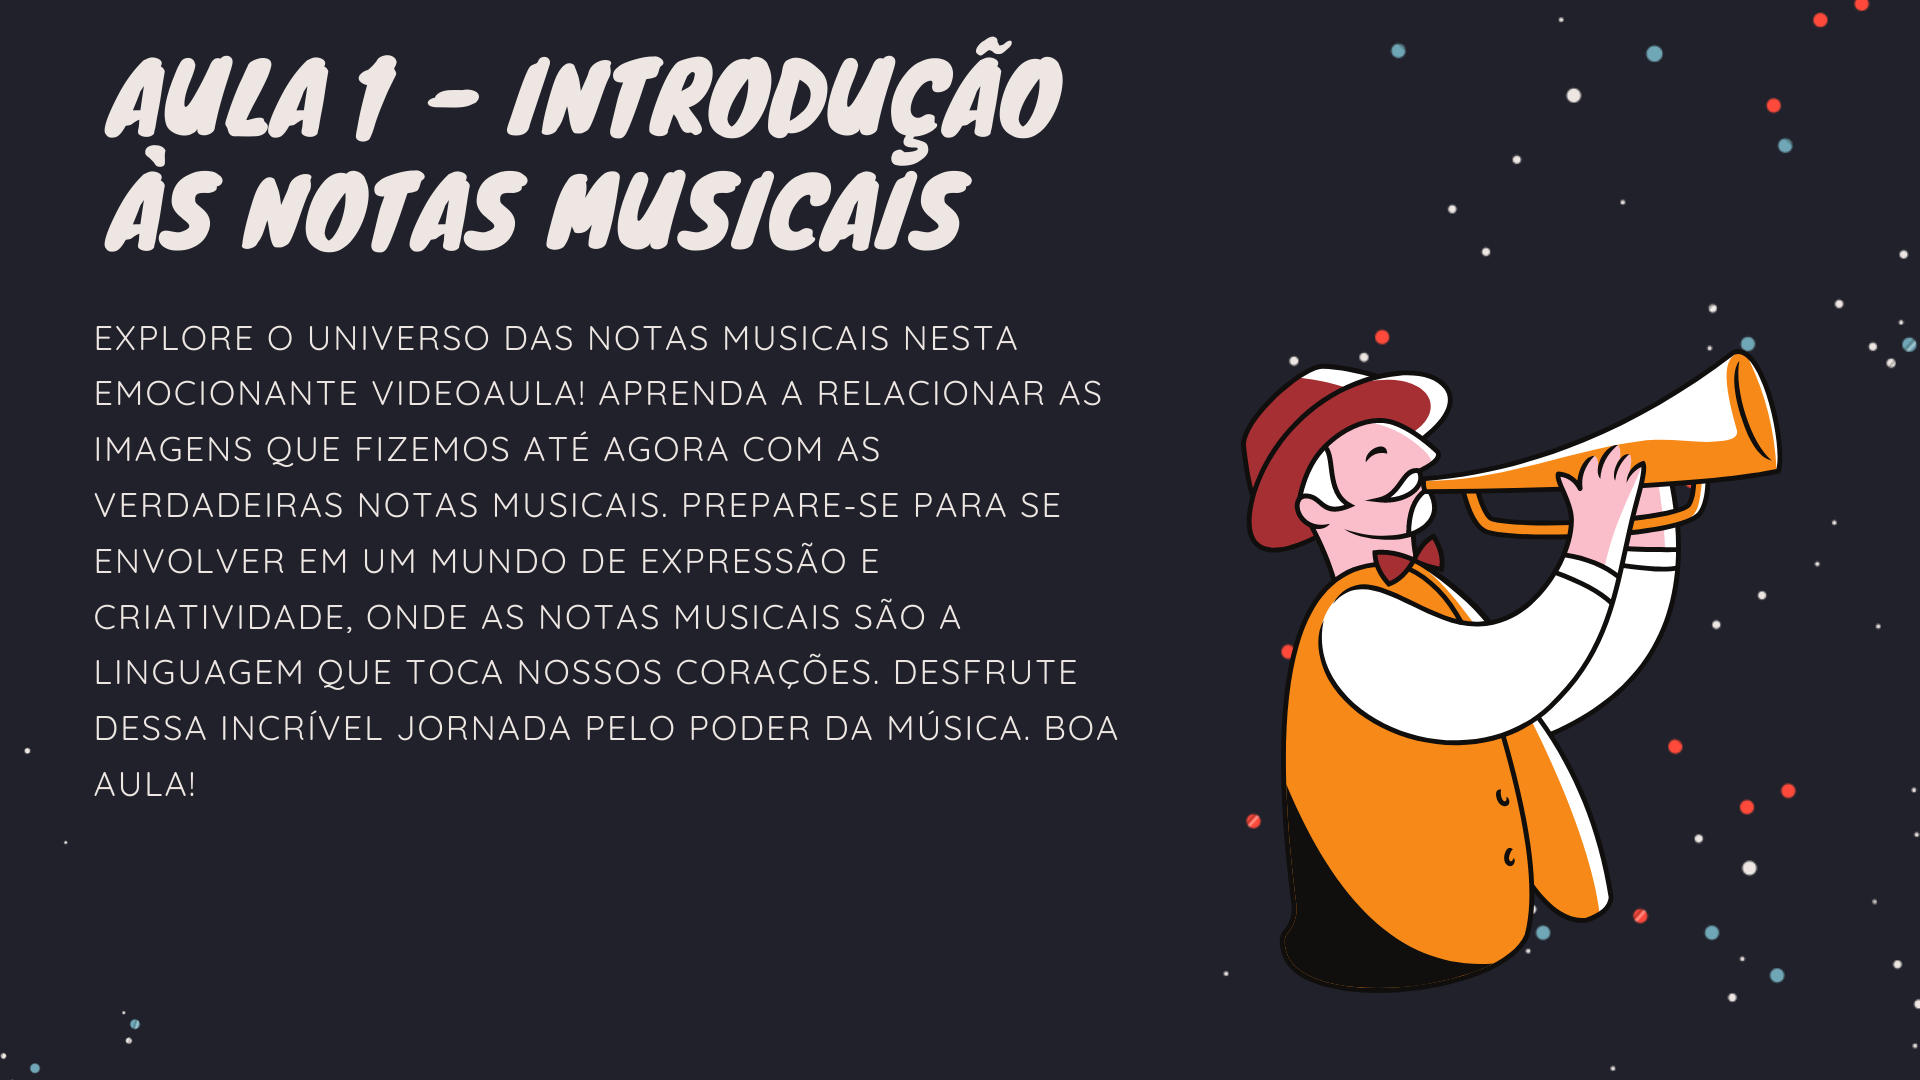 AULA 1 - INTRODUÇÃO
ÀS NOTAS MUSICAIS
EXPLORE O UNIVERSO DAS NOTAS MUSICAIS NESTA
EMOCIONANTE VIDEOAULA! APRENDA A RELACIONAR AS
IMAGENS QUE FIZEMOS ATÉ AGORA COM AS
VERDADEIRAS NOTAS MUSICAIS. PREPARE-SE PARA SE
ENVOLVER EM UM MUNDO DE EXPRESSÃO E
CRIATIVIDADE, ONDE AS NOTAS MUSICAIS SÃO A
LINGUAGEM QUE TOCA NOSSOS CORAÇÕES. DESFRUTE
DESSA INCRÍVEL JORNADA PELO PODER DA MÚSICA. BOA
AULA!